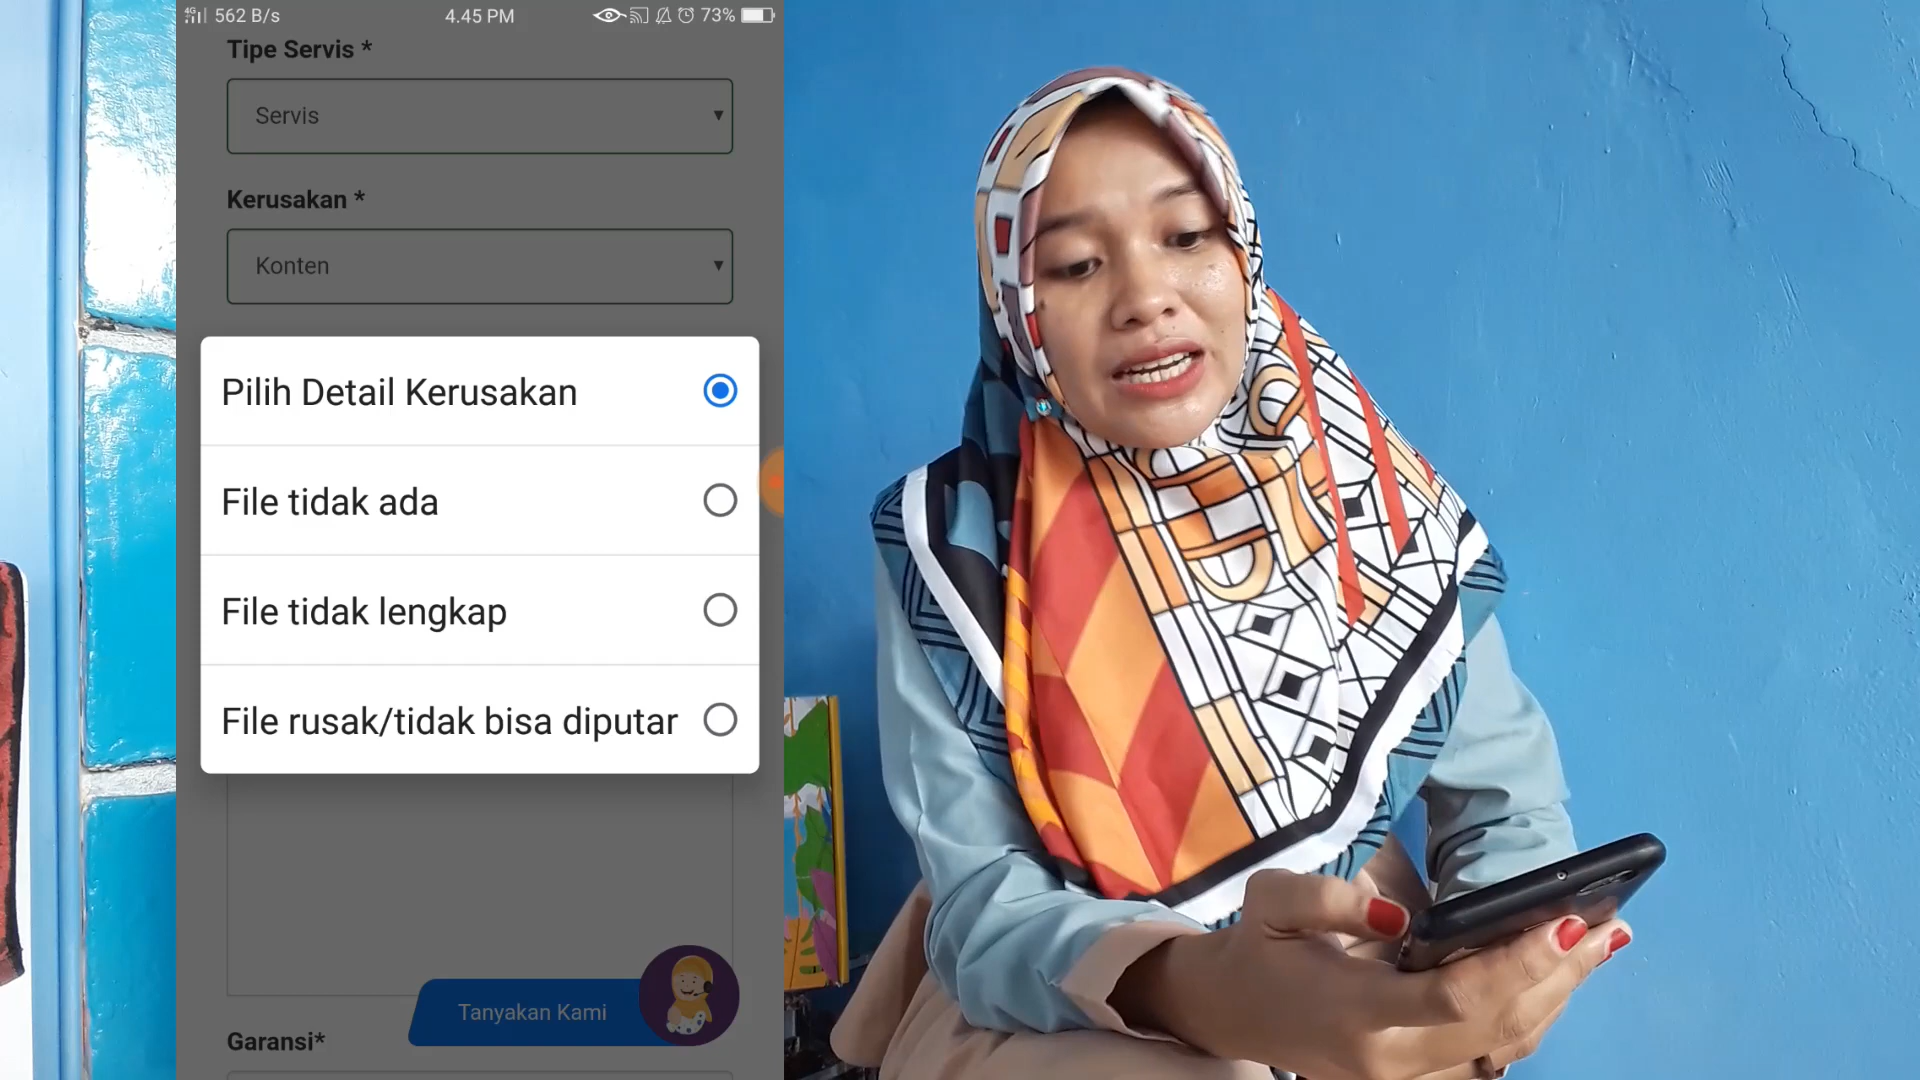 4G 562 B/s 4.45 PM 73%
Tipe Servis *
Servis
Kerusakan *
Konten
Pilih Detail Kerusakan
File tidak ada
File tidak lengkap
File rusak/tidak bisa diputar
Tanyakan Kami
Garansi*